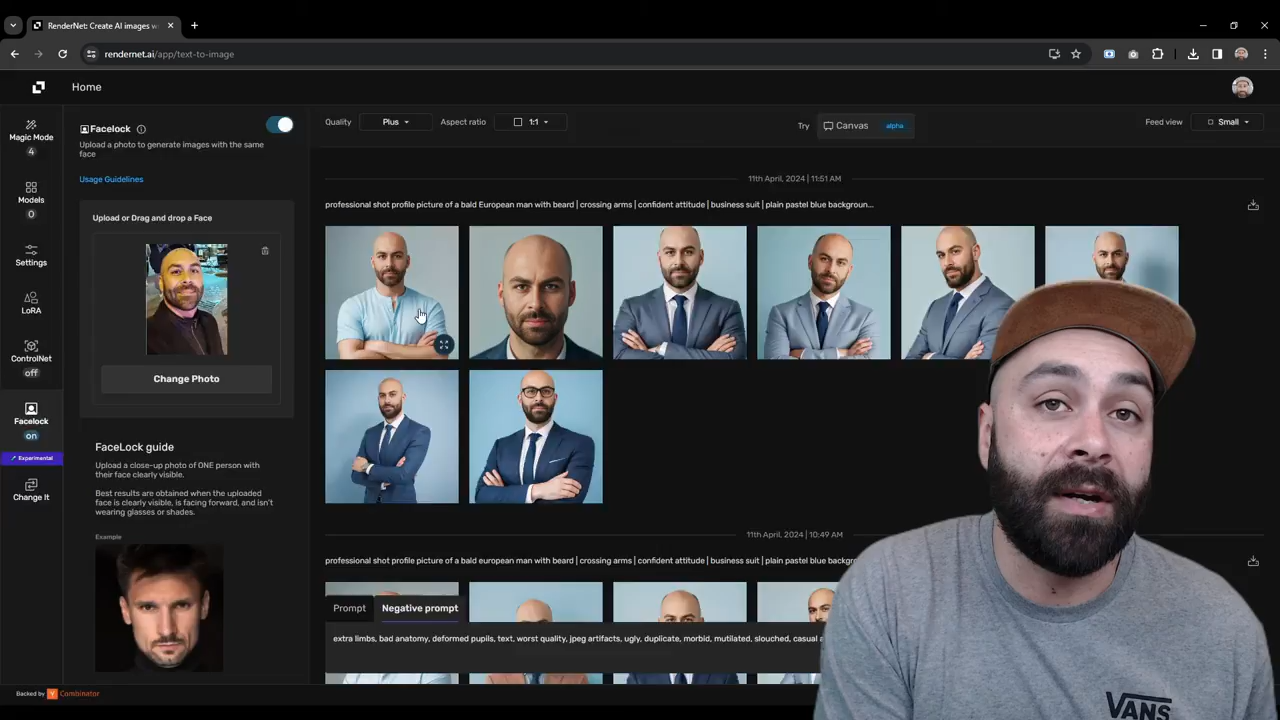 RenderNet: Create AI images w
rendernet.ai/app/text-to-image
Home
Magic Mode
4
Models
0
Settings
LoRA
ControlNet
off
Facelock
on
Experimental
Change It
Facelock
Upload a photo to generate images with the same
face
Usage Guidelines
Upload or Drag and drop a Face
Change Photo
FaceLock guide
Upload a close-up photo of ONE person with
their face clearly visible.
Best results are obtained when the uploaded
face is clearly visible, is facing forward, and isn't
wearing glasses or shades.
Example
Quality
Plus
Aspect ratio
1:1
Try
Canvas
alpha
Feed view
Small
11th April, 2024 | 11:51 AM
professional shot profile picture of a bald European man with beard | crossing arms | confident attitude | business suit | plain pastel blue backgroun...
11th April, 2024 | 10:49 AM
professional shot profile picture of a bald european man with beard | crossing arms | confident attitude | business suit | plain pastel blue
Prompt
Negative prompt
extra limbs, bad anatomy, deformed pupils, text, worst quality, jpeg artifacts, ugly, duplicate, morbid, mutilated, slouched, casual
Backed by Y Combinator
VANS